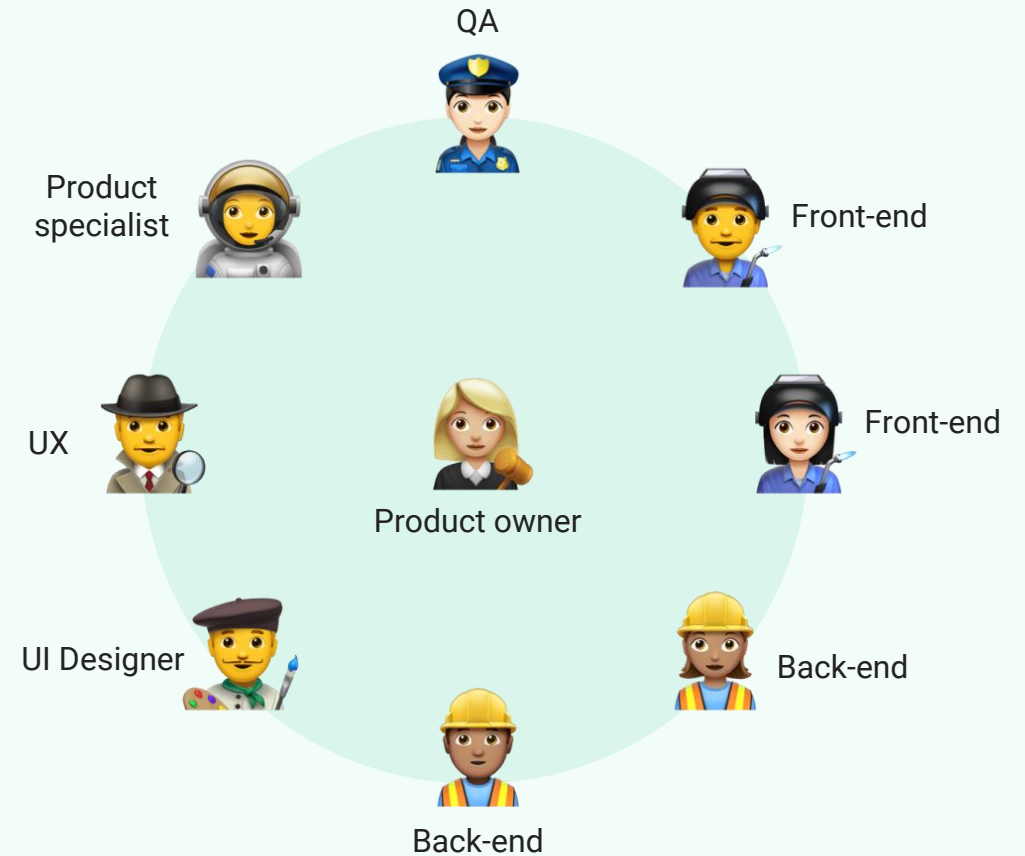 QA
Product
specialist
Front-end
UX
Front-end
Product owner
UI Designer
Back-end
Back-end